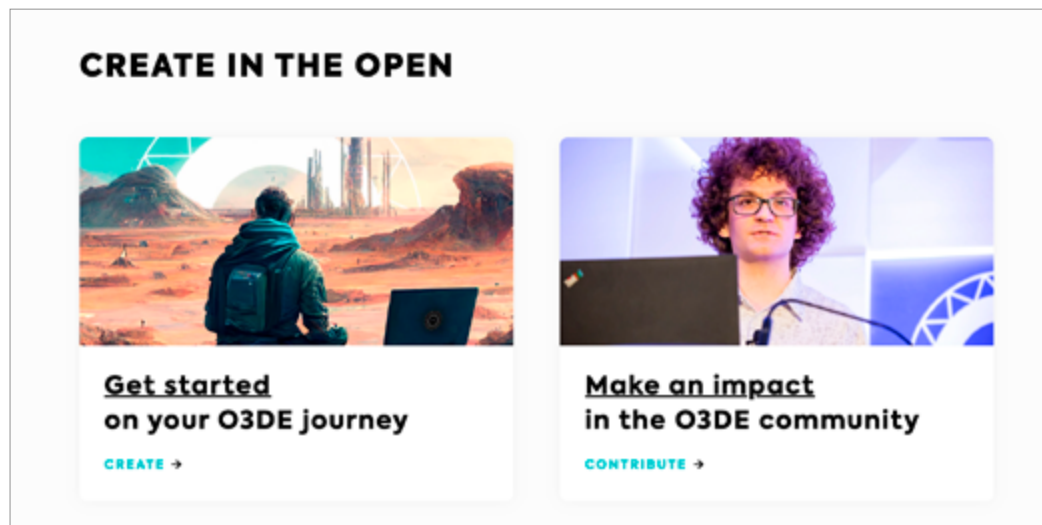 CREATE IN THE OPEN
Get started
on your O3DE journey
CREATE →
Make an impact
in the O3DE community
CONTRIBUTE →